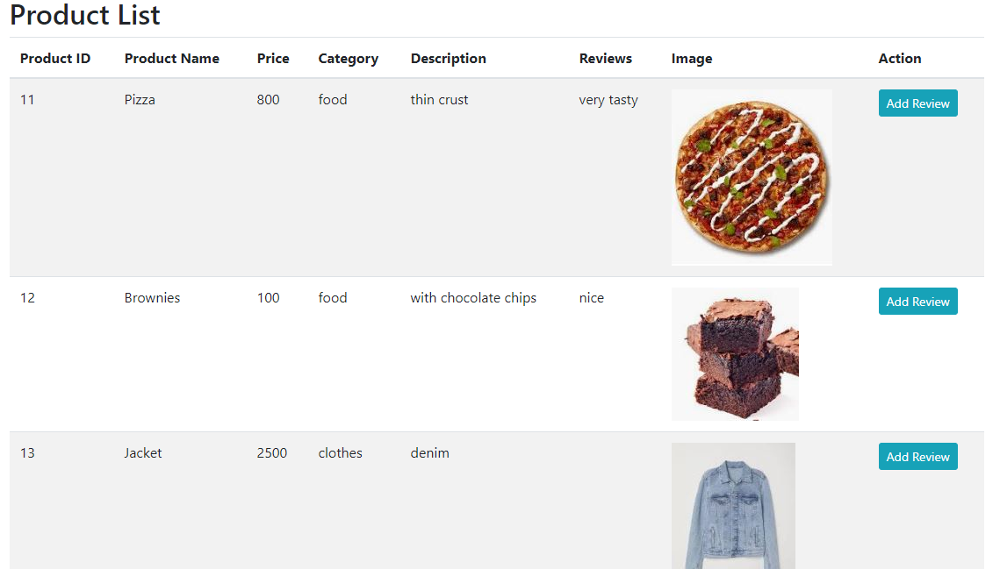 Product List
Product ID Product Name Price Category Description Reviews Image Action
11 Pizza 800 food thin crust very tasty Add Review
12 Brownies 100 food with chocolate chips nice Add Review
13 Jacket 2500 clothes denim Add Review